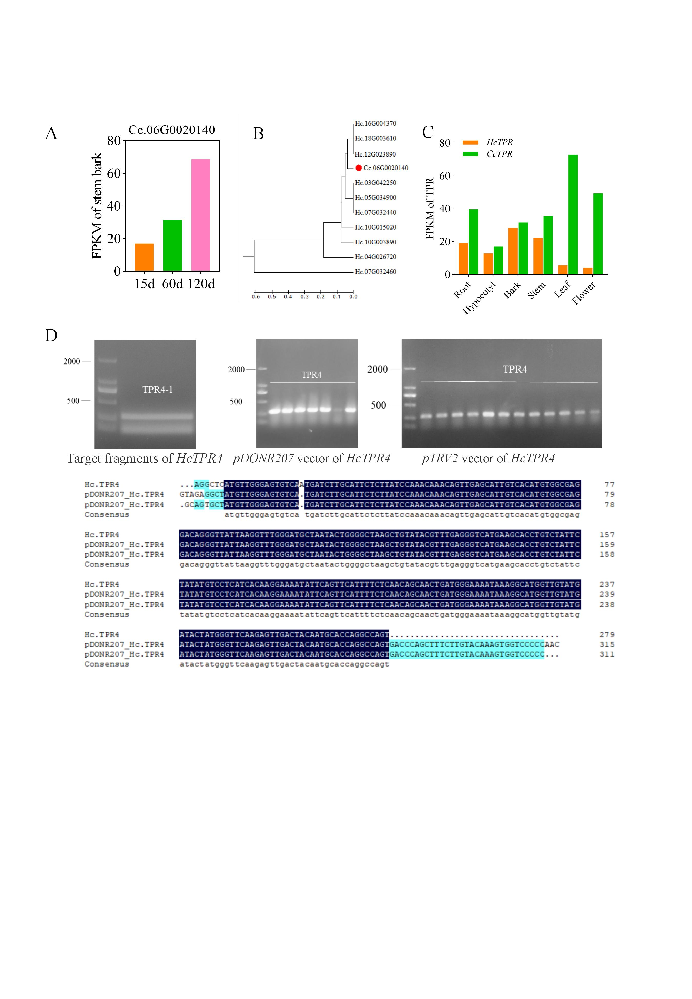 A
Cc.06G0020140
FPKM of stem bark
80
60
40
20
0
15d 60d 120d
B
Hc.16G004370
Hc.18G003610
Hc.12G023890
Cc.06G0020140
Hc.03G042250
Hc.05G034900
Hc.07G032440
Hc.10G015020
Hc.10G003890
Hc.04G026720
Hc.07G032460
0.6 0.5 0.4 0.3 0.2 0.1 0.0
C
HcTPR
CcTPR
FPKM of TPR
80
60
40
20
0
Root Hypocotyl Bark Stem Leaf Flower
D
2000
500
TPR4-1
Target fragments of HcTPR4
2000
500
TPR4
pDONR207 vector of HcTPR4
2000
500
TPR4
pTRV2 vector of HcTPR4
Hc.TPR4 ...AGGCTCATGTTGGGAGTGTCAATGATCTTGCATTCTCTTATCCAAACAAACAGTTGAGCATTGTCACATGTGGCGAG 77
pDONR207_Hc.TPR4 GTAGAGGCTATGTTGGGAGTGTCA.TGATCTTGCATTCTCTTATCCAAACAAACAGTTGAGCATTGTCACATGTGGCGAG 79
pDONR207_Hc.TPR4 .GCAGTGCTATGTTGGGAGTGTCA.TGATCTTGCATTCTCTTATCCAAACAAACAGTTGAGCATTGTCACATGTGGCGAG 78
Consensus atgttgggagtgtca tgatcttgcattctcttatccaaacaaacagttgagcattgtcacatgtggcgag
Hc.TPR4 GACAGGGTTATTAAGGTTTGGGATGCTAATACTGGGGCTAAGCTGTATACGTTTGAGGGTCATGAAGCACCTGTCTATTC 157
pDONR207_Hc.TPR4 GACAGGGTTATTAAGGTTTGGGATGCTAATACTGGGGCTAAGCTGTATACGTTTGAGGGTCATGAAGCACCTGTCTATTC 159
pDONR207_Hc.TPR4 GACAGGGTTATTAAGGTTTGGGATGCTAATACTGGGGCTAAGCTGTATACGTTTGAGGGTCATGAAGCACCTGTCTATTC 158
Consensus gacagggttattaaggtttgggatgctaatactggggctaagctgtatacgtttgagggtcatgaagcacctgtctattc
Hc.TPR4 TATATGTCCTCATCACAAGGAAAATATTCAGTTCATTTTCTCAACAGCAACTGATGGGAAAATAAAGGCATGGTTGTATG 237
pDONR207_Hc.TPR4 TATATGTCCTCATCACAAGGAAAATATTCAGTTCATTTTCTCAACAGCAACTGATGGGAAAATAAAGGCATGGTTGTATG 239
pDONR207_Hc.TPR4 TATATGTCCTCATCACAAGGAAAATATTCAGTTCATTTTCTCAACAGCAACTGATGGGAAAATAAAGGCATGGTTGTATG 238
Consensus tatatgtcctcatcacaaggaaaatattcagttcattttctcaacagcaactgatgggaaaataaaggcatggttgtatg
Hc.TPR4 ATACTATGGGTTCAAGAGTTGACTACAATGCACCAGGCCAGT.................................. 279
pDONR207_Hc.TPR4 ATACTATGGGTTCAAGAGTTGACTACAATGCACCAGGCCAGTGACCCAGCTTTCTTGTACAAAGTGGTCCCCCAAC 315
pDONR207_Hc.TPR4 ATACTATGGGTTCAAGAGTTGACTACAATGCACCAGGCCAGTGACCCAGCTTTCTTGTACAAAGTGGTCCCCC... 311
Consensus atactatgggttcaagagttgactacaatgcaccaggccagt